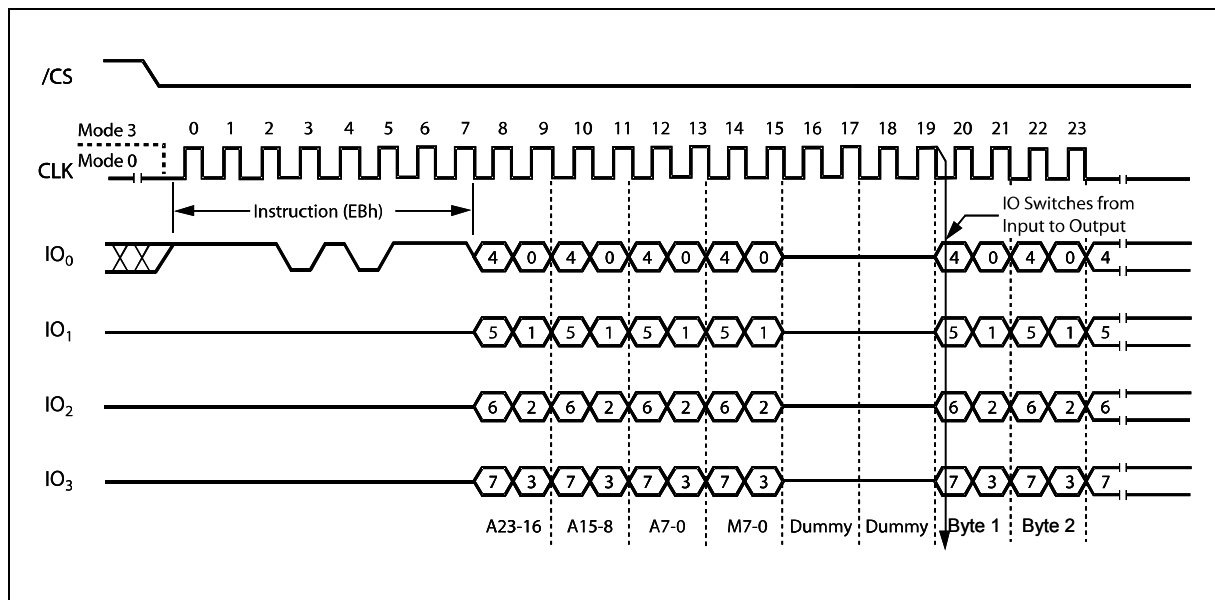 /CS
Mode 3
0 1 2 3 4 5 6 7 8 9 10 11 12 13 14 15 16 17 18 19 20 21 22 23
CLK
Mode 0
Instruction (EBh)
IO Switches from
Input to Output
IO0 4 0 4 0 4 0 4 0 4 0 4 0 4
IO1 5 1 5 1 5 1 5 1 5 1 5 1 5
IO2 6 2 6 2 6 2 6 2 6 2 6 2 6
IO3 7 3 7 3 7 3 7 3 7 3 7 3 7
A23-16 A15-8 A7-0 M7-0 Dummy Dummy Byte 1 Byte 2